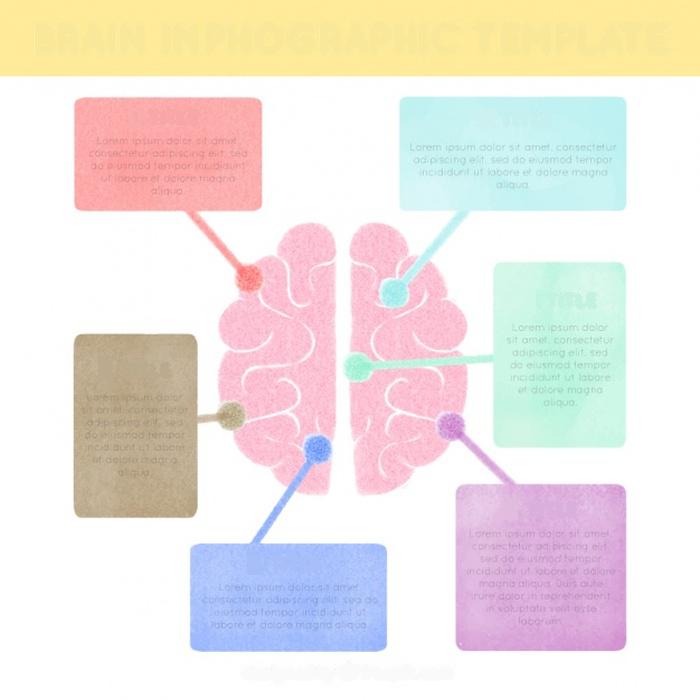 BRAIN INPHOGRAPHIC TEMPLATE
Lorem ipsum dolor sit amet,
consectetur adipiscing elit, sed
do eiusmod tempor incididunt
ut labore et dolore magna
aliqua.
Lorem ipsum dolor sit amet, consectetur
adipiscing elit, sed do eiusmod tempor
incididunt ut labore et dolore magna
aliqua.
TITLE
Lorem ipsum dolor
sit amet, consectetur
adipiscing elit, sed
do eiusmod tempor
incididunt ut labore
et dolore magna
aliqua.
Lorem ipsum dolor
sit amet, consectetur
adipiscing elit, sed
do eiusmod tempor
incididunt ut labore
et dolore magna
aliqua.
Lorem ipsum dolor sit amet,
consectetur adipiscing elit, sed do
eiusmod tempor incididunt ut
labore et dolore magna aliqua.
Lorem ipsum dolor sit amet,
consectetur adipiscing elit, sed
do eiusmod tempor
incididunt ut labore et dolore
magna aliqua. Duis aute
irure dolor in reprehenderit
in voluptate velit esse
laborum.